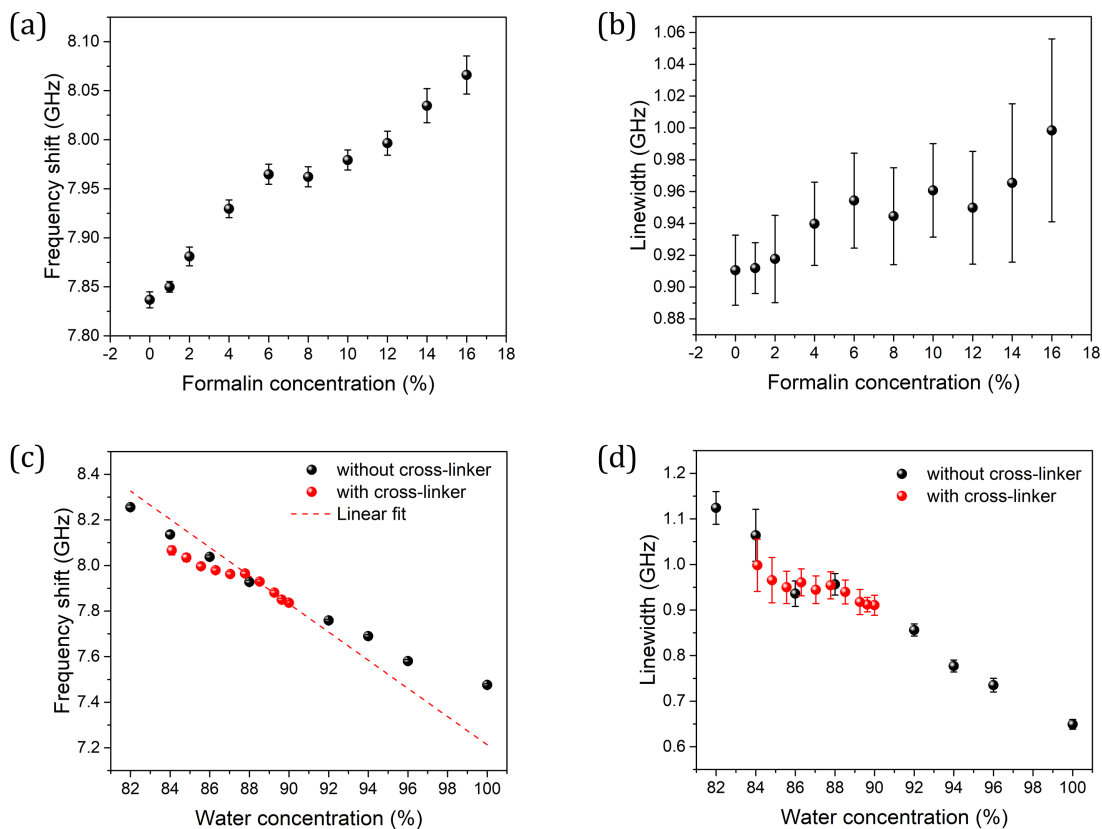 (a)
8.10
8.05
8.00
7.95
7.90
7.85
7.80
Frequency shift (GHz)
-2 0 2 4 6 8 10 12 14 16 18
Formalin concentration (%)
(b)
1.06
1.04
1.02
1.00
0.98
0.96
0.94
0.92
0.90
0.88
Linewidth (GHz)
-2 0 2 4 6 8 10 12 14 16 18
Formalin concentration (%)
(c)
8.4
8.2
8.0
7.8
7.6
7.4
7.2
Frequency shift (GHz)
without cross-linker
with cross-linker
Linear fit
82 84 86 88 90 92 94 96 98 100
Water concentration (%)
(d)
1.2
1.1
1.0
0.9
0.8
0.7
0.6
Linewidth (GHz)
without cross-linker
with cross-linker
82 84 86 88 90 92 94 96 98 100
Water concentration (%)